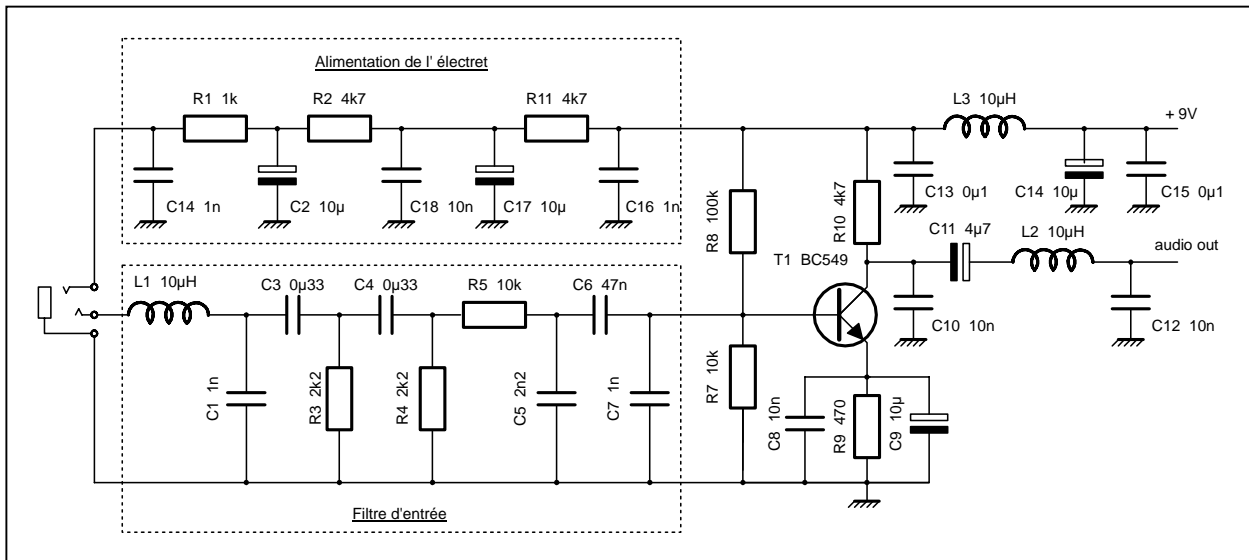 Alimentation de l' électret
R1 1k
R2 4k7
R11 4k7
L3 10µH
+ 9V
C14 1n
C2 10µ
C18 10n
C17 10µ
C16 1n
R8 100k
R10 4k7
C13 0µ1
C14 10µ
C15 0µ1
C11 4µ7
L2 10µH
audio out
T1 BC549
L1 10µH
C3 0µ33
C4 0µ33
R5 10k
C6 47n
C10 10n
C12 10n
C1 1n
R3 2k2
R4 2k2
C5 2n2
C7 1n
R7 10k
C8 10n
R9 470
C9 10µ
Filtre d'entrée